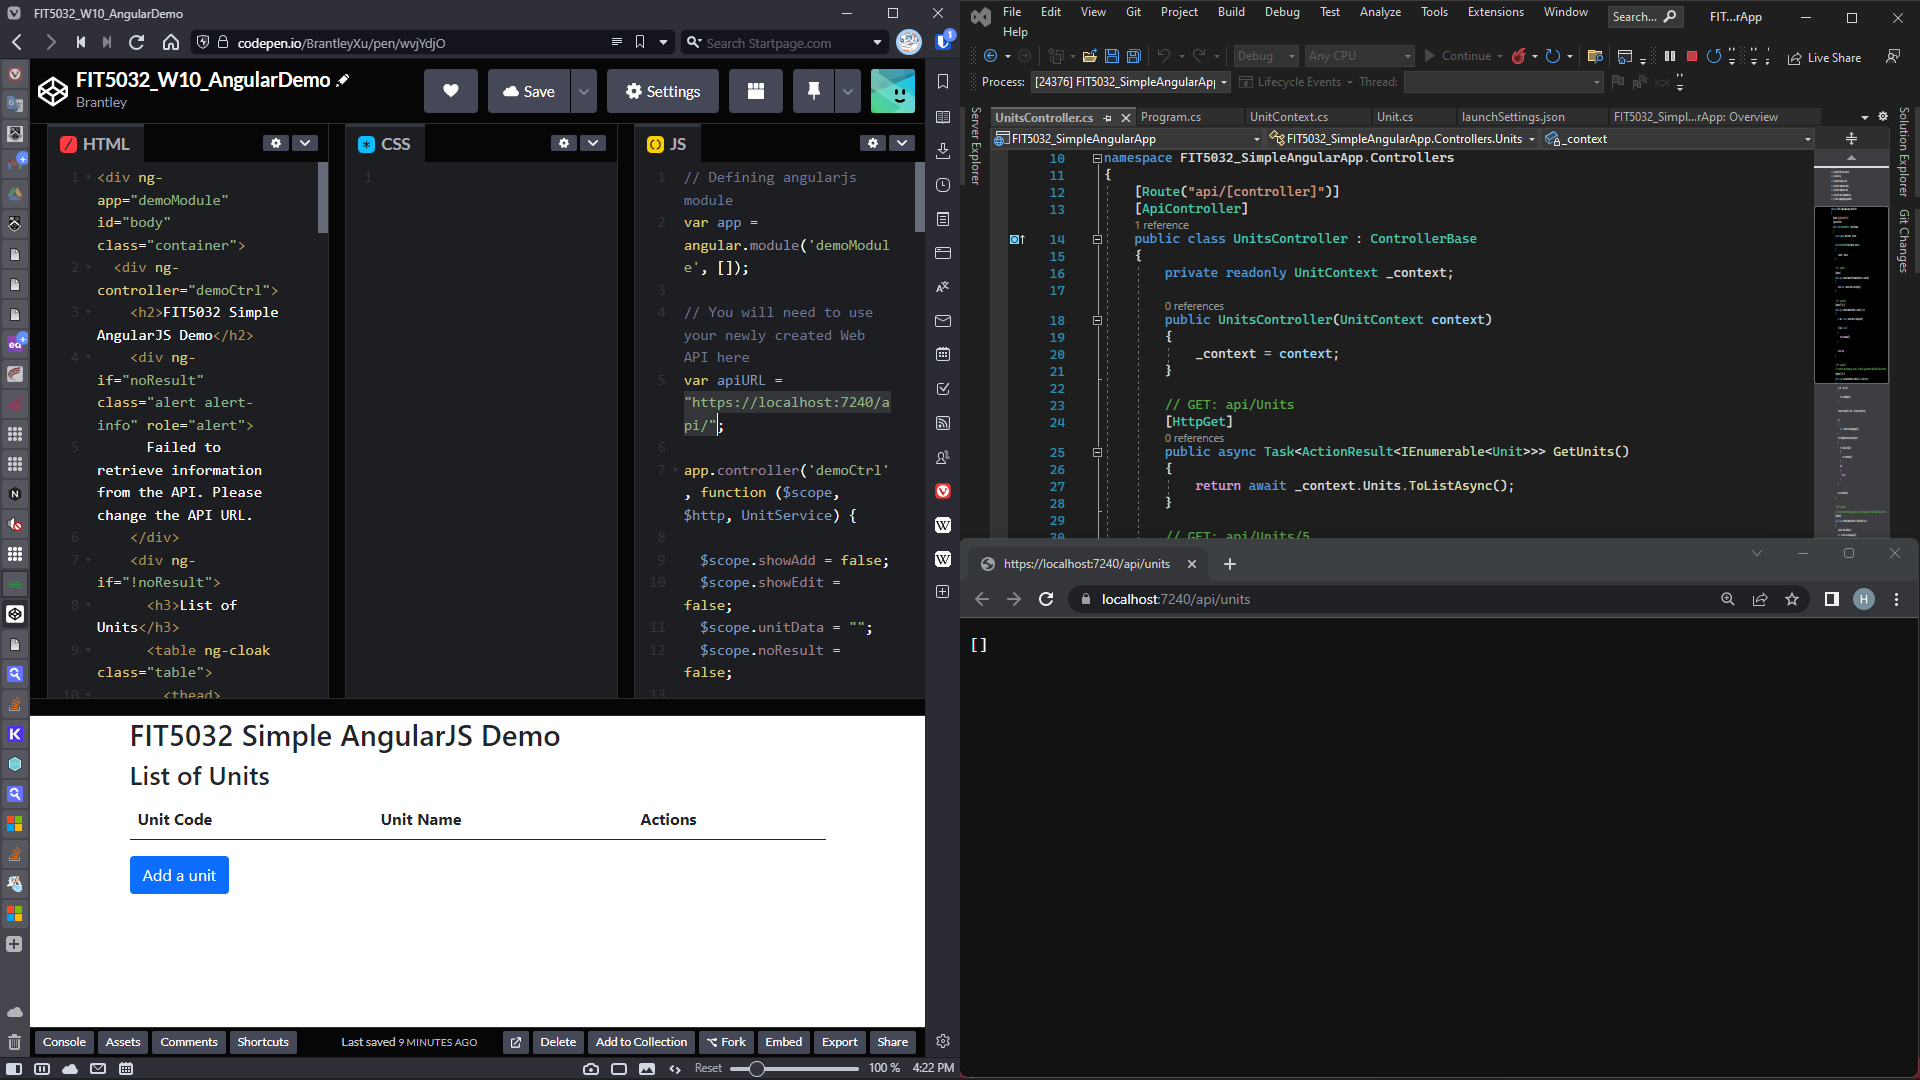 FIT5032_W10_AngularDemo
codepen.io/BrantleyXu/pen/wvjYdjO
Search Startpage.com
FIT5032_W10_AngularDemo
Brantley
Save
Settings
HTML
1 <div ng-
app="demoModule"
id="body"
class="container">
2 <div ng-
controller="demoCtrl">
3 <h2>FIT5032 Simple
AngularJS Demo</h2>
4 <div ng-
if="noResult"
class="alert alert-
info" role="alert">
5 Failed to
retrieve information
from the API. Please
change the API URL.
6 </div>
7 <div ng-
if="!noResult">
8 <h3>List of
Units</h3>
9 <table ng-cloak
class="table">
10 <thead>
CSS
1
JS
1 // Defining angularjs
module
2 var app =
angular.module('demoModul
e', []);
3
4 // You will need to use
your newly created Web
API here
5 var apiURL =
"https://localhost:7240/a
pi/";
6
7 app.controller('demoCtrl'
, function ($scope,
$http, UnitService) {
8
9 $scope.showAdd = false;
10 $scope.showEdit =
false;
11 $scope.unitData = "";
12 $scope.noResult =
false;
13
FIT5032 Simple AngularJS Demo
List of Units
Unit Code Unit Name Actions
Add a unit
Console Assets Comments Shortcuts Last saved 9 MINUTES AGO Delete Add to Collection Fork Embed Export Share
Reset 100 % 4:22 PM
File Edit View Git Project Build Debug Test Analyze Tools Extensions Window Search... FIT...rApp
Help
Debug Any CPU Continue Live Share
Process: [24376] FIT5032_SimpleAngularApp Lifecycle Events Thread:
Server Explorer
Solution Explorer
Git Changes
UnitsController.cs Program.cs UnitContext.cs Unit.cs launchSettings.json FIT5032_Simpl...rApp: Overview
FIT5032_SimpleAngularApp FIT5032_SimpleAngularApp.Controllers.Units _context
10 namespace FIT5032_SimpleAngularApp.Controllers
11 {
12 [Route("api/[controller]")]
13 [ApiController]
1 reference
14 public class UnitsController : ControllerBase
15 {
16 private readonly UnitContext _context;
17
0 references
18 public UnitsController(UnitContext context)
19 {
20 _context = context;
21 }
22
23 // GET: api/Units
24 [HttpGet]
0 references
25 public async Task<ActionResult<IEnumerable<Unit>>> GetUnits()
26 {
27 return await _context.Units.ToListAsync();
28 }
29
30 // GET: api/Units/5
https://localhost:7240/api/units
localhost:7240/api/units
H
[]